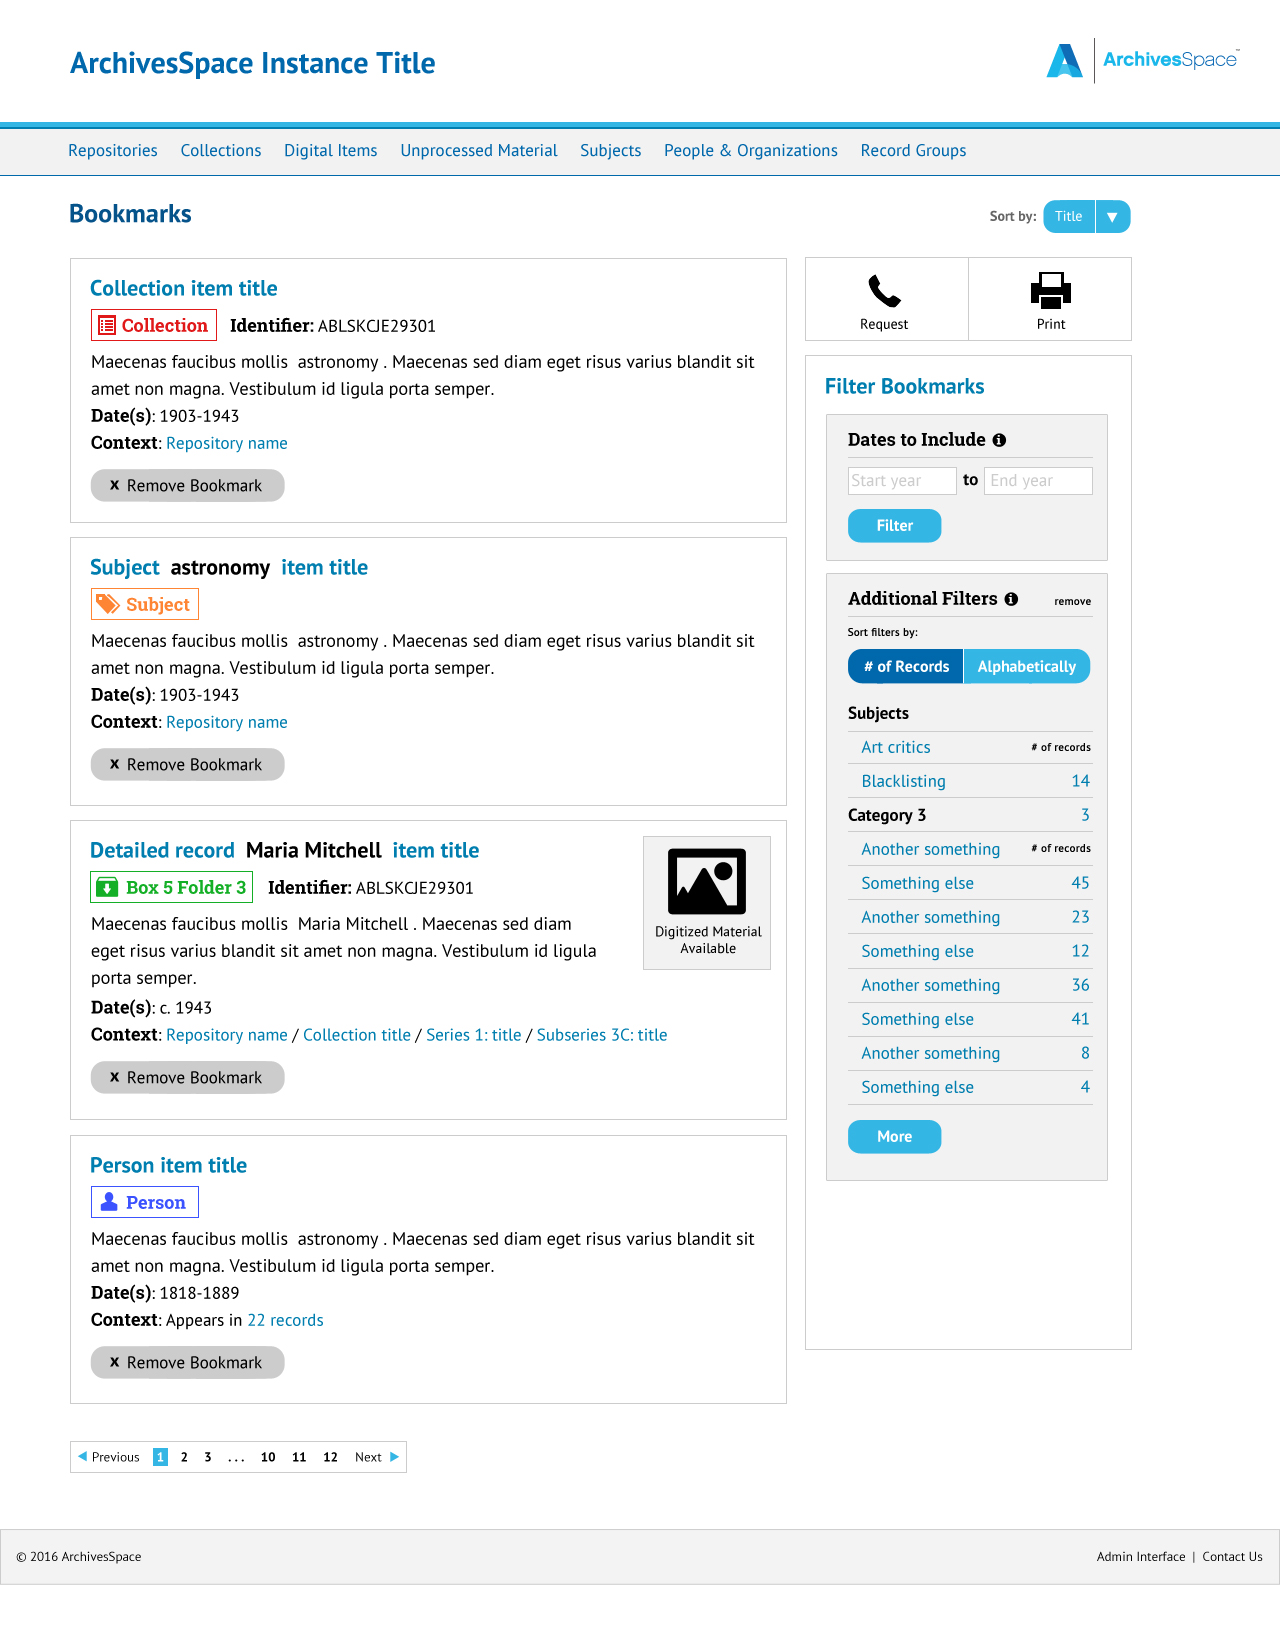 ArchivesSpace Instance Title
ArchivesSpace™
Repositories Collections Digital Items Unprocessed Material Subjects People & Organizations Record Groups
Bookmarks
Sort by: Title ▼
Collection item title
Collection Identifier: ABLSKCJE29301
Maecenas faucibus mollis astronomy . Maecenas sed diam eget risus varius blandit sit
amet non magna. Vestibulum id ligula porta semper.
Date(s): 1903-1943
Context: Repository name
x Remove Bookmark
Subject astronomy item title
Subject
Maecenas faucibus mollis astronomy . Maecenas sed diam eget risus varius blandit sit
amet non magna. Vestibulum id ligula porta semper.
Date(s): 1903-1943
Context: Repository name
x Remove Bookmark
Detailed record Maria Mitchell item title
Box 5 Folder 3 Identifier: ABLSKCJE29301
Maecenas faucibus mollis Maria Mitchell . Maecenas sed diam
eget risus varius blandit sit amet non magna. Vestibulum id ligula
porta semper.
Date(s): c. 1943
Context: Repository name / Collection title / Series 1: title / Subseries 3C: title
x Remove Bookmark
Digitized Material
Available
Person item title
Person
Maecenas faucibus mollis astronomy . Maecenas sed diam eget risus varius blandit sit
amet non magna. Vestibulum id ligula porta semper.
Date(s): 1818-1889
Context: Appears in 22 records
x Remove Bookmark
Previous 1 2 3 ... 10 11 12 Next
Request Print
Filter Bookmarks
Dates to Include
Start year to End year
Filter
Additional Filters remove
Sort filters by:
# of Records Alphabetically
Subjects
Art critics # of records
Blacklisting 14
Category 3 3
Another something # of records
Something else 45
Another something 23
Something else 12
Another something 36
Something else 41
Another something 8
Something else 4
More
© 2016 ArchivesSpace
Admin Interface | Contact Us